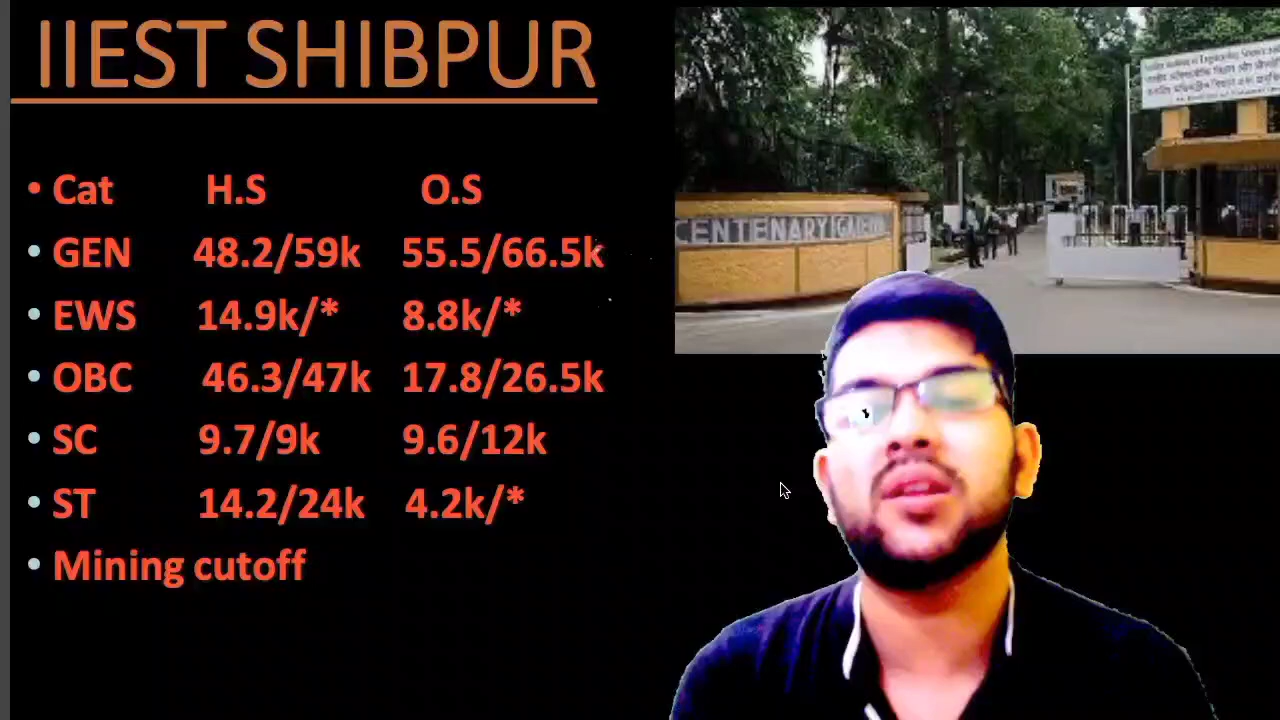 IIEST SHIBPUR
Cat H.S O.S
GEN 48.2/59k 55.5/66.5k
EWS 14.9k/* 8.8k/*
OBC 46.3/47k 17.8/26.5k
SC 9.7/9k 9.6/12k
ST 14.2/24k 4.2k/*
Mining cutoff
CENTENARY